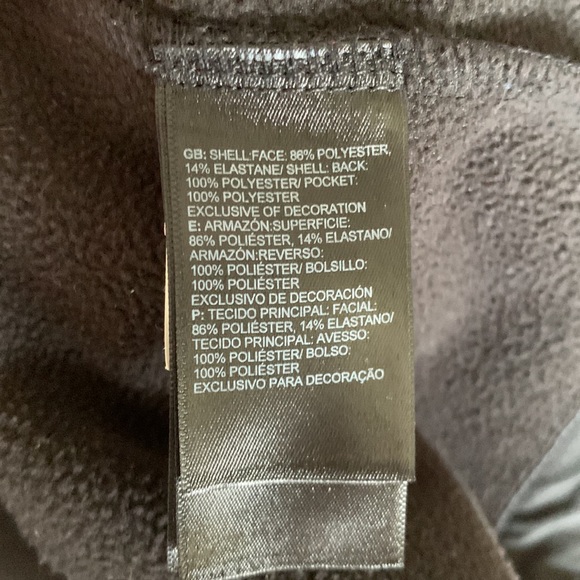 GB: SHELL:FACE: 86% POLYESTER,
14% ELASTANE/ SHELL: BACK:
100% POLYESTER/ POCKET:
100% POLYESTER
EXCLUSIVE OF DECORATION
E: ARMAZÓN:SUPERFICIE:
86% POLIÉSTER, 14% ELASTANO/
ARMAZÓN:REVERSO:
100% POLIÉSTER/ BOLSILLO:
100% POLIÉSTER
EXCLUSIVO DE DECORACIÓN
P: TECIDO PRINCIPAL: FACIAL:
86% POLIÉSTER, 14% ELASTANO/
TECIDO PRINCIPAL: AVESSO:
100% POLIÉSTER/ BOLSO:
100% POLIÉSTER
EXCLUSIVO PARA DECORAÇÃO